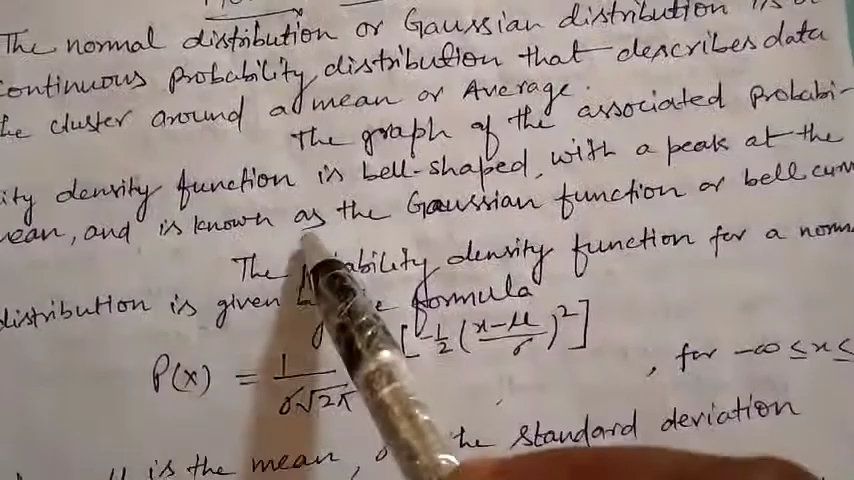 The normal distribution or Gaussian distribution is a
continuous Probability distribution that describes data
the cluster around a mean or Average.
The graph of the associated Probabi-
ity density function is bell-shaped, with a peak at the
mean, and is known as the Gaussian function or bell curve
The density function for a norm
distribution is given formula
P(x) = 1/σ√2π [-1/2 (x-μ/σ)²] , for -∞ ≤ x ≤
μ is the mean, the standard deviation